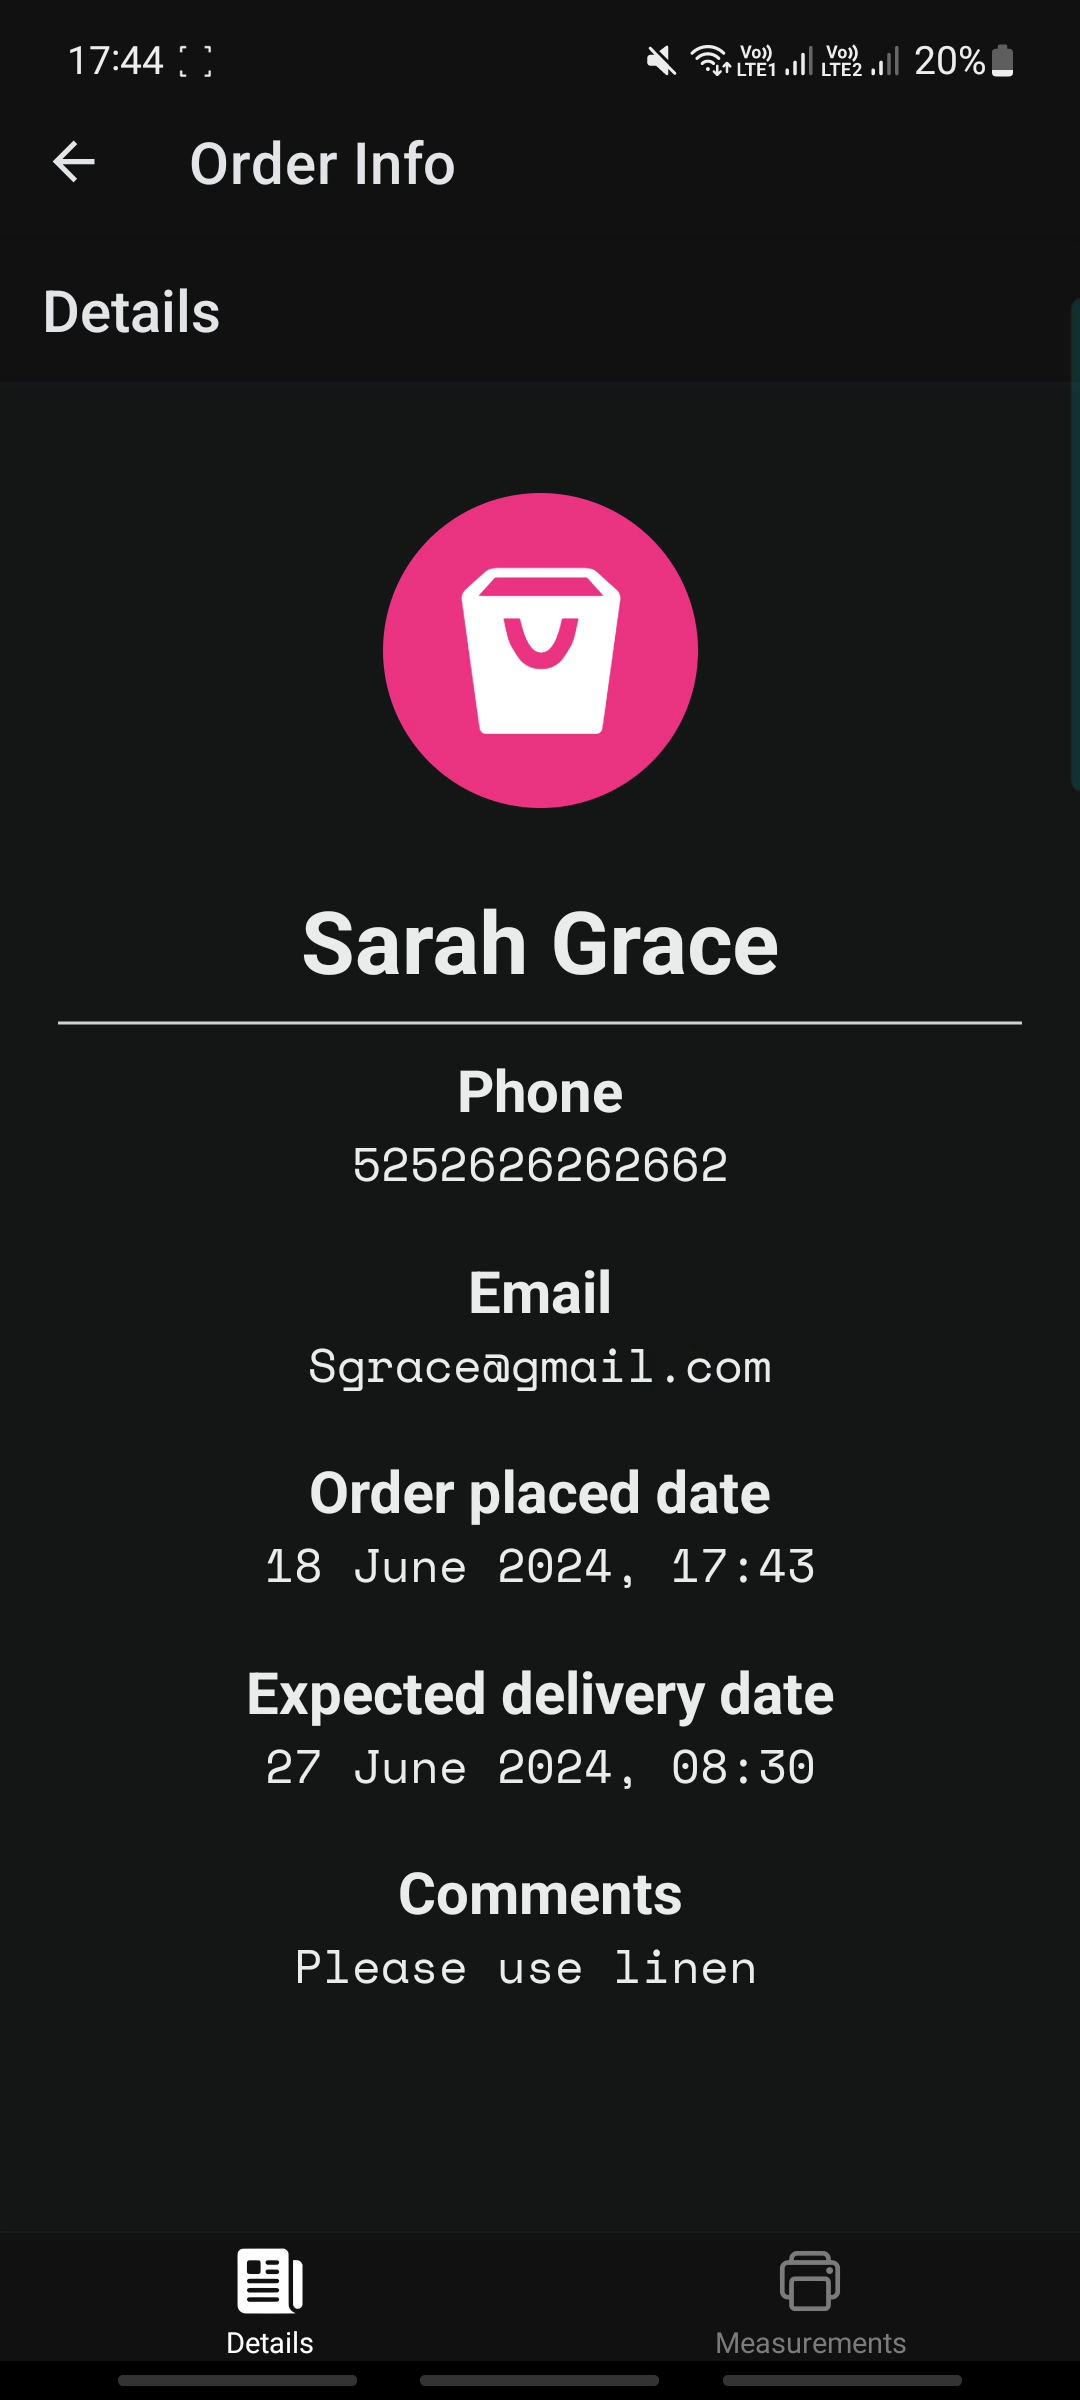 17:44 Vo)) LTE1 Vo)) LTE2 20%
Order Info
Details
Sarah Grace
Phone
5252626262662
Email
Sgrace@gmail.com
Order placed date
18 June 2024, 17:43
Expected delivery date
27 June 2024, 08:30
Comments
Please use linen
Details Measurements